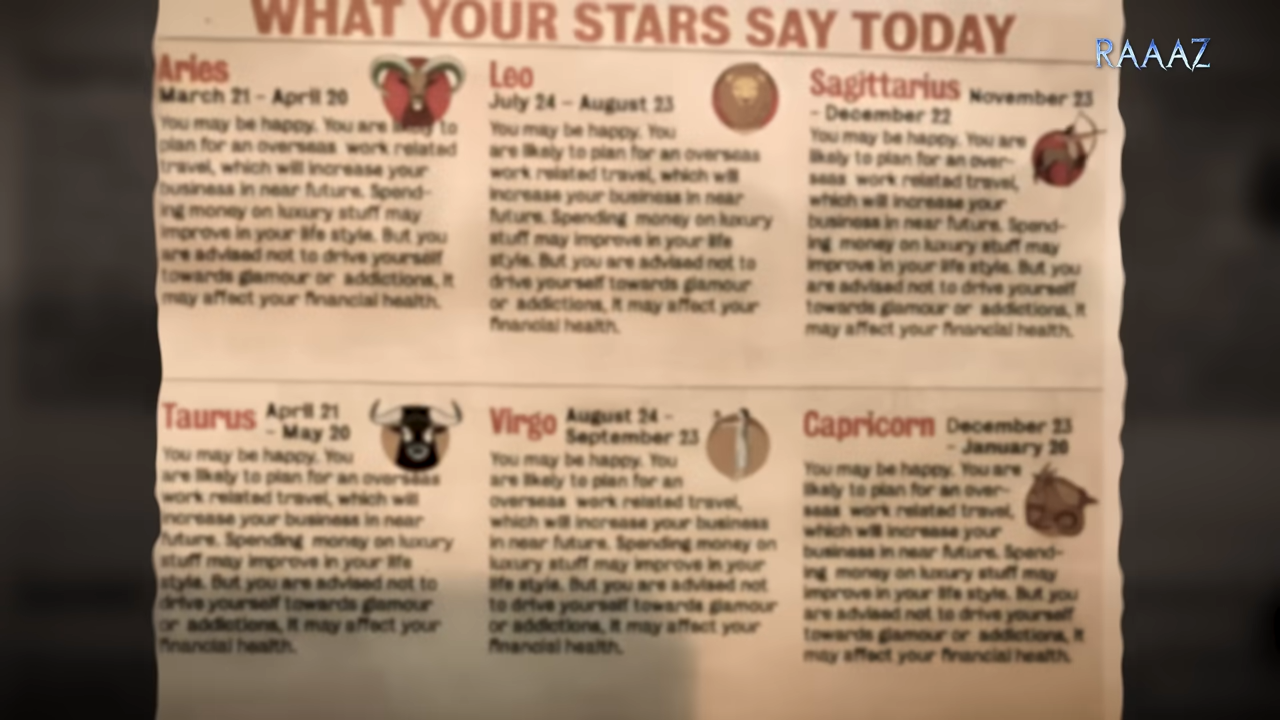 WHAT YOUR STARS SAY TODAY
RAAAZ
Aries
March 21 - April 20
You may be happy. You are likely to
plan for an overseas work related
travel, which will increase your
business in near future. Spend-
ing money on luxury stuff may
improve in your life style. But you
are advised not to drive yourself
towards glamour or addictions, it
may affect your financial health.
Leo
July 24 - August 23
You may be happy. You
are likely to plan for an overseas
work related travel, which will
increase your business in near
future. Spending money on luxury
stuff may improve in your life
style. But you are advised not to
drive yourself towards glamour
or addictions, it may affect your
financial health.
Sagittarius November 23
- December 22
You may be happy. You are
likely to plan for an over-
seas work related travel,
which will increase your
business in near future. Spend-
ing money on luxury stuff may
improve in your life style. But you
are advised not to drive yourself
towards glamour or addictions, it
may affect your financial health.
Taurus April 21
- May 20
You may be happy. You
are likely to plan for an overseas
work related travel, which will
increase your business in near
future. Spending money on luxury
stuff may improve in your life
style. But you are advised not to
drive yourself towards glamour
or addictions, it may affect your
financial health.
Virgo August 24 -
September 23
You may be happy. You
are likely to plan for an
overseas work related travel,
which will increase your business
in near future. Spending money on
luxury stuff may improve in your
life style. But you are advised not
to drive yourself towards glamour
or addictions, it may affect your
financial health.
Capricorn December 23
- January 20
You may be happy. You are
likely to plan for an over-
seas work related travel,
which will increase your
business in near future. Spend-
ing money on luxury stuff may
improve in your life style. But you
are advised not to drive yourself
towards glamour or addictions, it
may affect your financial health.